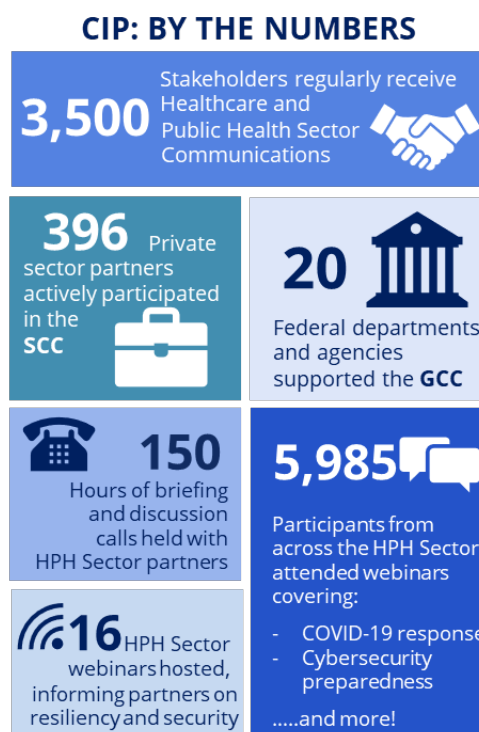 CIP: BY THE NUMBERS
3,500
Stakeholders regularly receive
Healthcare and
Public Health Sector
Communications
396 Private
sector partners
actively participated
in the
SCC
20
Federal departments
and agencies
supported the GCC
150
Hours of briefing
and discussion
calls held with
HPH Sector partners
5,985
Participants from
across the HPH Sector
attended webinars
covering:
- COVID-19 response
- Cybersecurity
preparedness
.....and more!
16 HPH Sector
webinars hosted,
informing partners on
resiliency and security